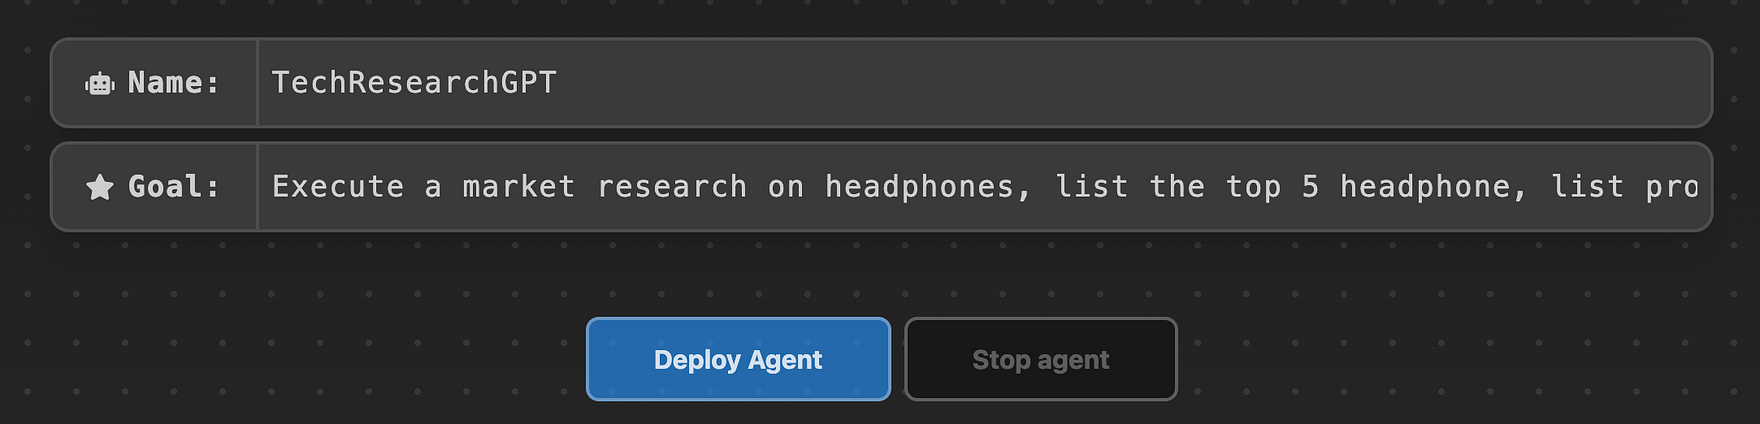 Name: TechResearchGPT
Goal: Execute a market research on headphones, list the top 5 headphone, list pro
Deploy Agent Stop agent